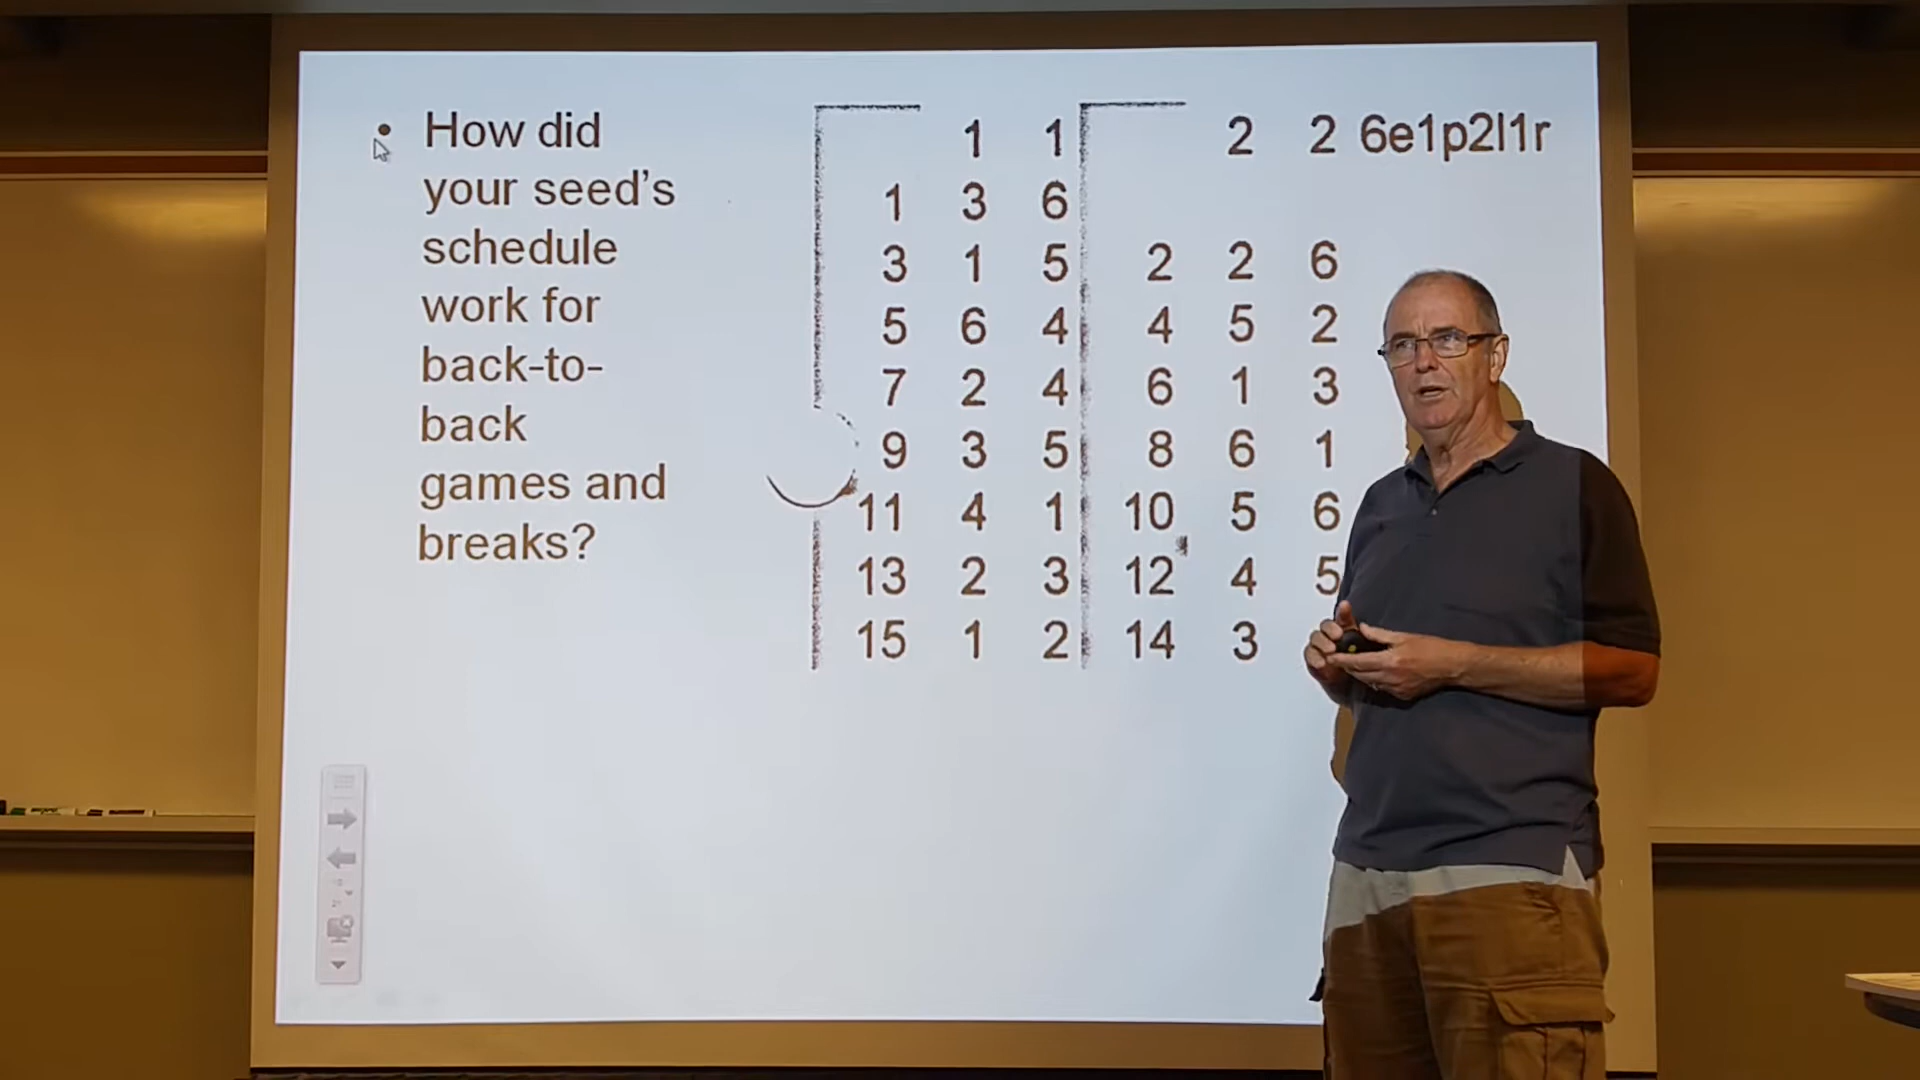 • How did
your seed's
schedule
work for
back-to-
back
games and
breaks?
1 1 2 2 6e1p2l1r
1 3 6
3 1 5 2 2 6
5 6 4 4 5 2
7 2 4 6 1 3
9 3 5 8 6 1
11 4 1 10 5 6
13 2 3 12 4 5
15 1 2 14 3